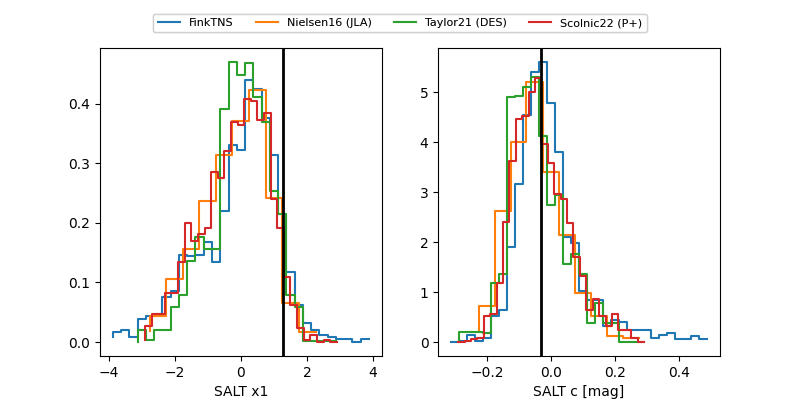 FinkTNS Nielsen16 (JLA) Taylor21 (DES) Scolnic22 (P+)
0.4
0.3
0.2
0.1
0.0
−4 −2 0 2 4
SALT x1
5
4
3
2
1
0
−0.2 0.0 0.2 0.4
SALT c [mag]